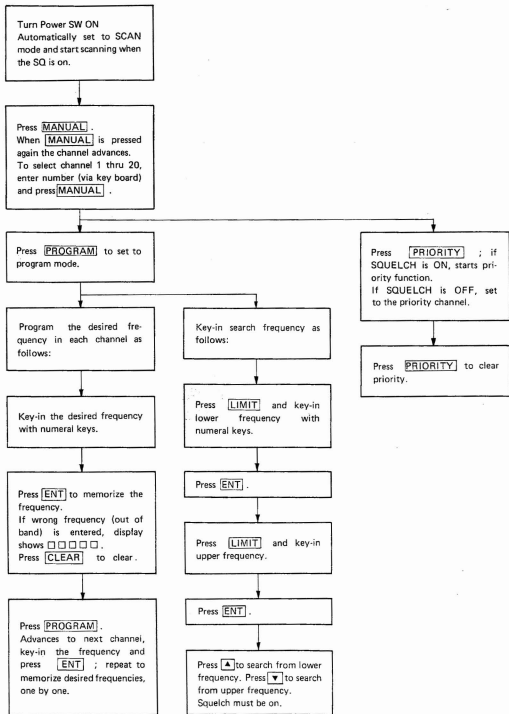 Turn Power SW ON
Automatically set to SCAN
mode and start scanning when
the SQ is on.
Press MANUAL .
When MANUAL is pressed
again the channel advances.
To select channel 1 thru 20,
enter number (via key board)
and press MANUAL .
Press PROGRAM to set to
program mode.
Press PRIORITY ; if
SQUELCH is ON, starts pri-
ority function.
If SQUELCH is OFF, set
to the priority channel.
Press PRIORITY to clear
priority.
Program the desired fre-
quency in each channel as
follows:
Key-in the desired frequency
with numeral keys.
Press ENT to memorize the
frequency.
If wrong frequency (out of
band) is entered, display
shows □ □ □ □ □ .
Press CLEAR to clear.
Press PROGRAM .
Advances to next channel,
key-in the frequency and
press ENT ; repeat to
memorize desired frequencies,
one by one.
Key-in search frequency as
follows:
Press LIMIT and key-in
lower frequency with
numeral keys.
Press ENT .
Press LIMIT and key-in
upper frequency.
Press ENT .
Press ▲ to search from lower
frequency. Press ▼ to search
from upper frequency.
Squelch must be on.